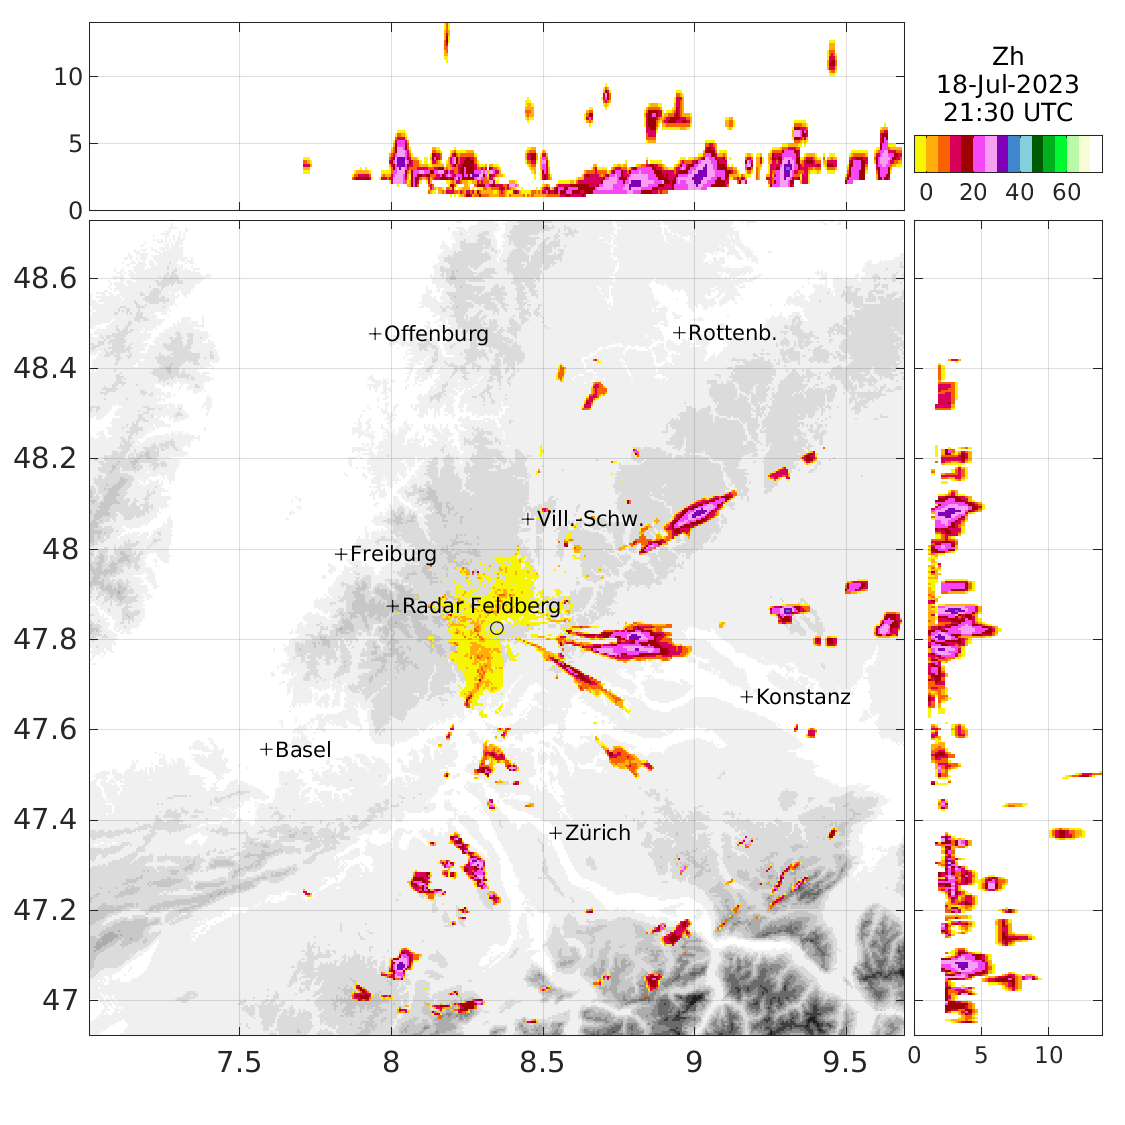 Zh
18-Jul-2023
21:30 UTC
10
5
0
0 20 40 60
48.6
48.4
48.2
48
47.8
47.6
47.4
47.2
47
+Offenburg
+Rottenb.
+Vill.-Schw.
+Freiburg
+Radar Feldberg
+Konstanz
+Basel
+Zürich
7.5 8 8.5 9 9.5
0 5 10